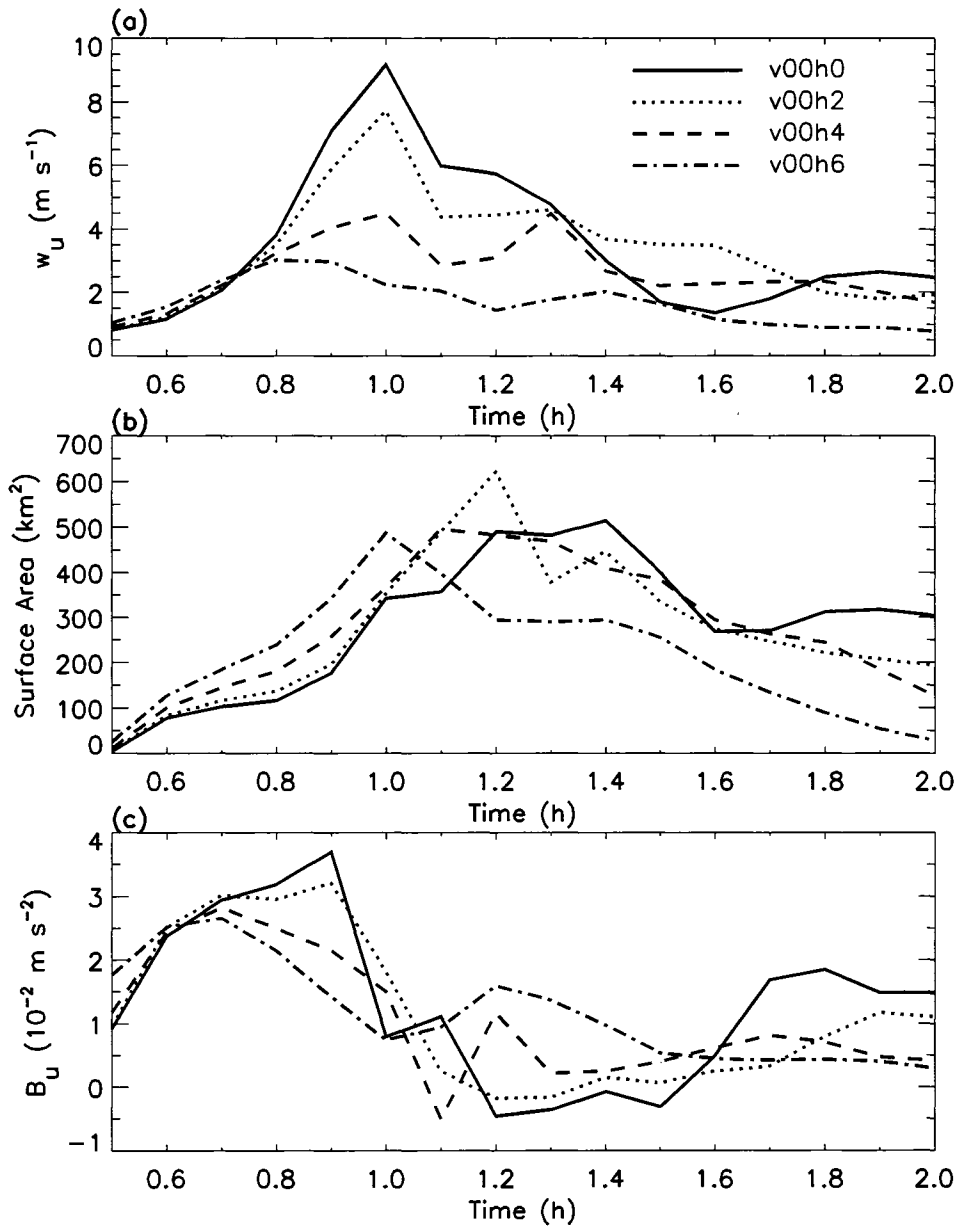 (a)
10
8
6
4
2
0
w_u (m s⁻¹)
v00h0
v00h2
v00h4
v00h6
0.6 0.8 1.0 1.2 1.4 1.6 1.8 2.0
Time (h)
(b)
700
600
500
400
300
200
100
0
Surface Area (km²)
0.6 0.8 1.0 1.2 1.4 1.6 1.8 2.0
Time (h)
(c)
4
3
2
1
0
−1
B_u (10⁻² m s⁻²)
0.6 0.8 1.0 1.2 1.4 1.6 1.8 2.0
Time (h)